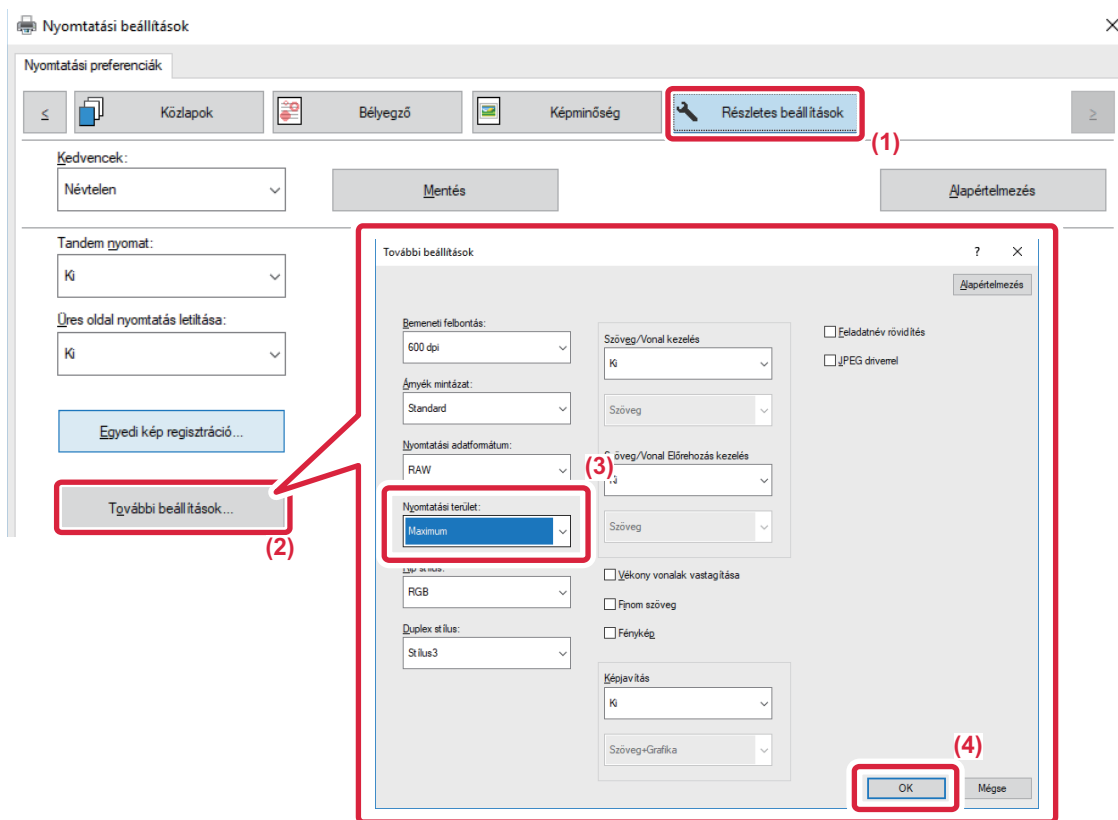 Nyomtatási beállítások
Nyomtatási preferenciák
<
Közlapok
Bélyegző
Képminőség
Részletes beállítások
>
(1)
Kedvencek:
Névtelen
Mentés
Alapértelmezés
Tandem nyomat:
Ki
Üres oldal nyomtatás letiltása:
Ki
Egyedi kép regisztráció...
További beállítások...
(2)
További beállítások
?
Alapértelmezés
Bemeneti felbontás:
600 dpi
Árnyék mintázat:
Standard
Nyomtatási adatformátum:
RAW
(3)
Nyomtatási terület:
Maximum
RGB
Duplex stílus:
Stílus3
Szöveg/Vonal kezelés
Ki
Szöveg
Szöveg/Vonal Előrehozás kezelés
Ki
Szöveg
Vékony vonalak vastagítása
Finom szöveg
Fénykép
Képjavítás
Ki
Szöveg+Grafika
Feladatnév rövidítés
JPEG driverrel
(4)
OK
Mégse